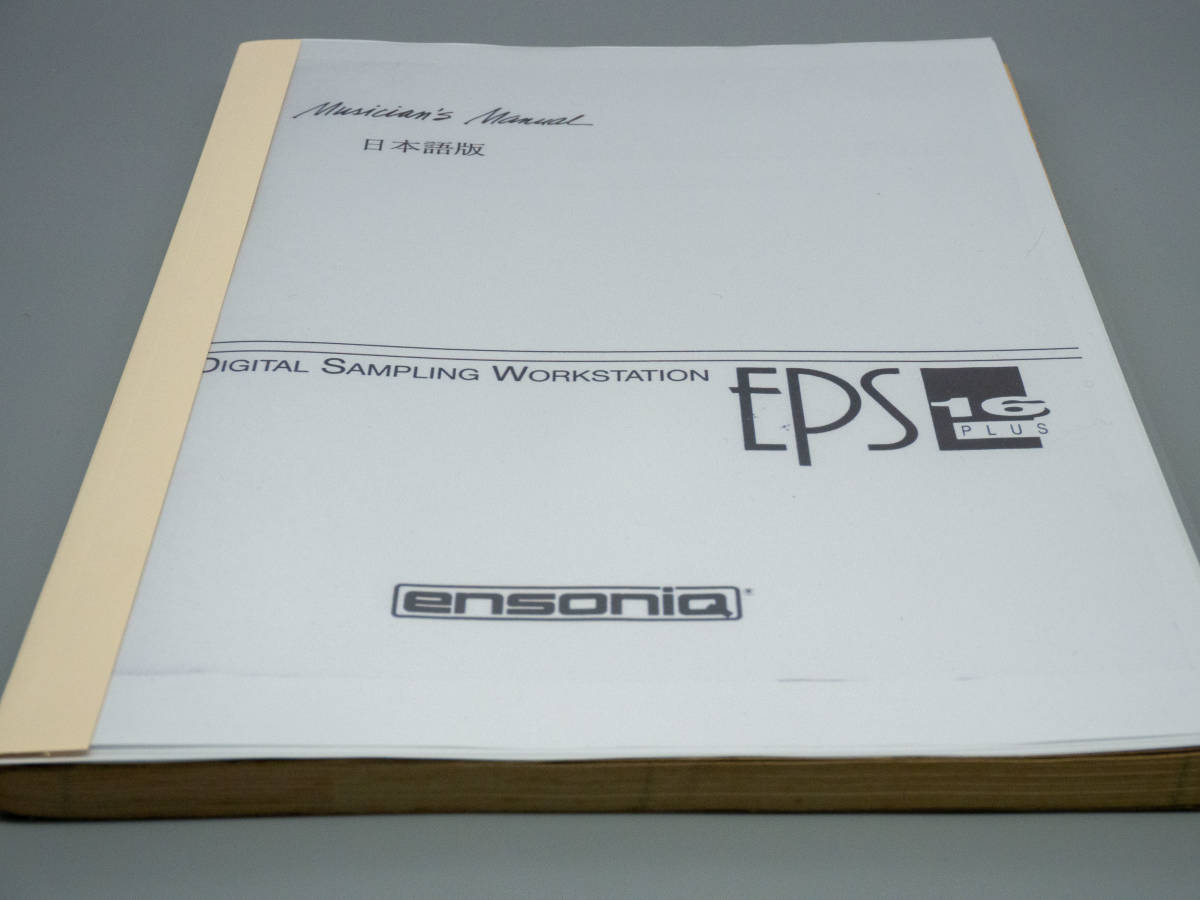 Musician's Manual
日本語版
DIGITAL SAMPLING WORKSTATION
EPS 16 PLUS
ensoniq®